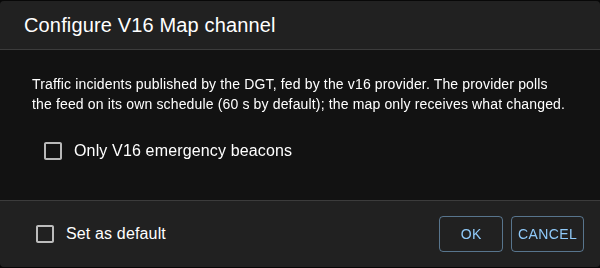 Configure V16 Map channel
Traffic incidents published by the DGT, fed by the v16 provider. The provider polls
the feed on its own schedule (60 s by default); the map only receives what changed.
Only V16 emergency beacons
Set as default
OK
CANCEL